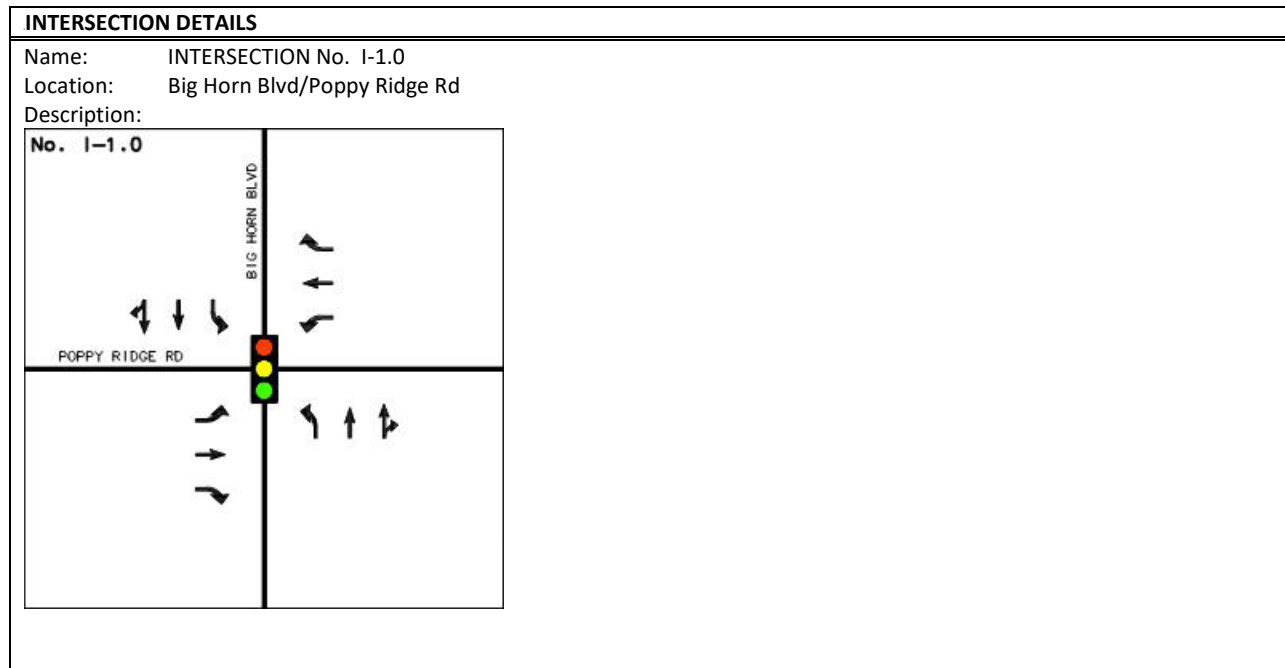 INTERSECTION DETAILS
Name: INTERSECTION No. I-1.0
Location: Big Horn Blvd/Poppy Ridge Rd
Description:
No. I-1.0
BIG HORN BLVD
POPPY RIDGE RD